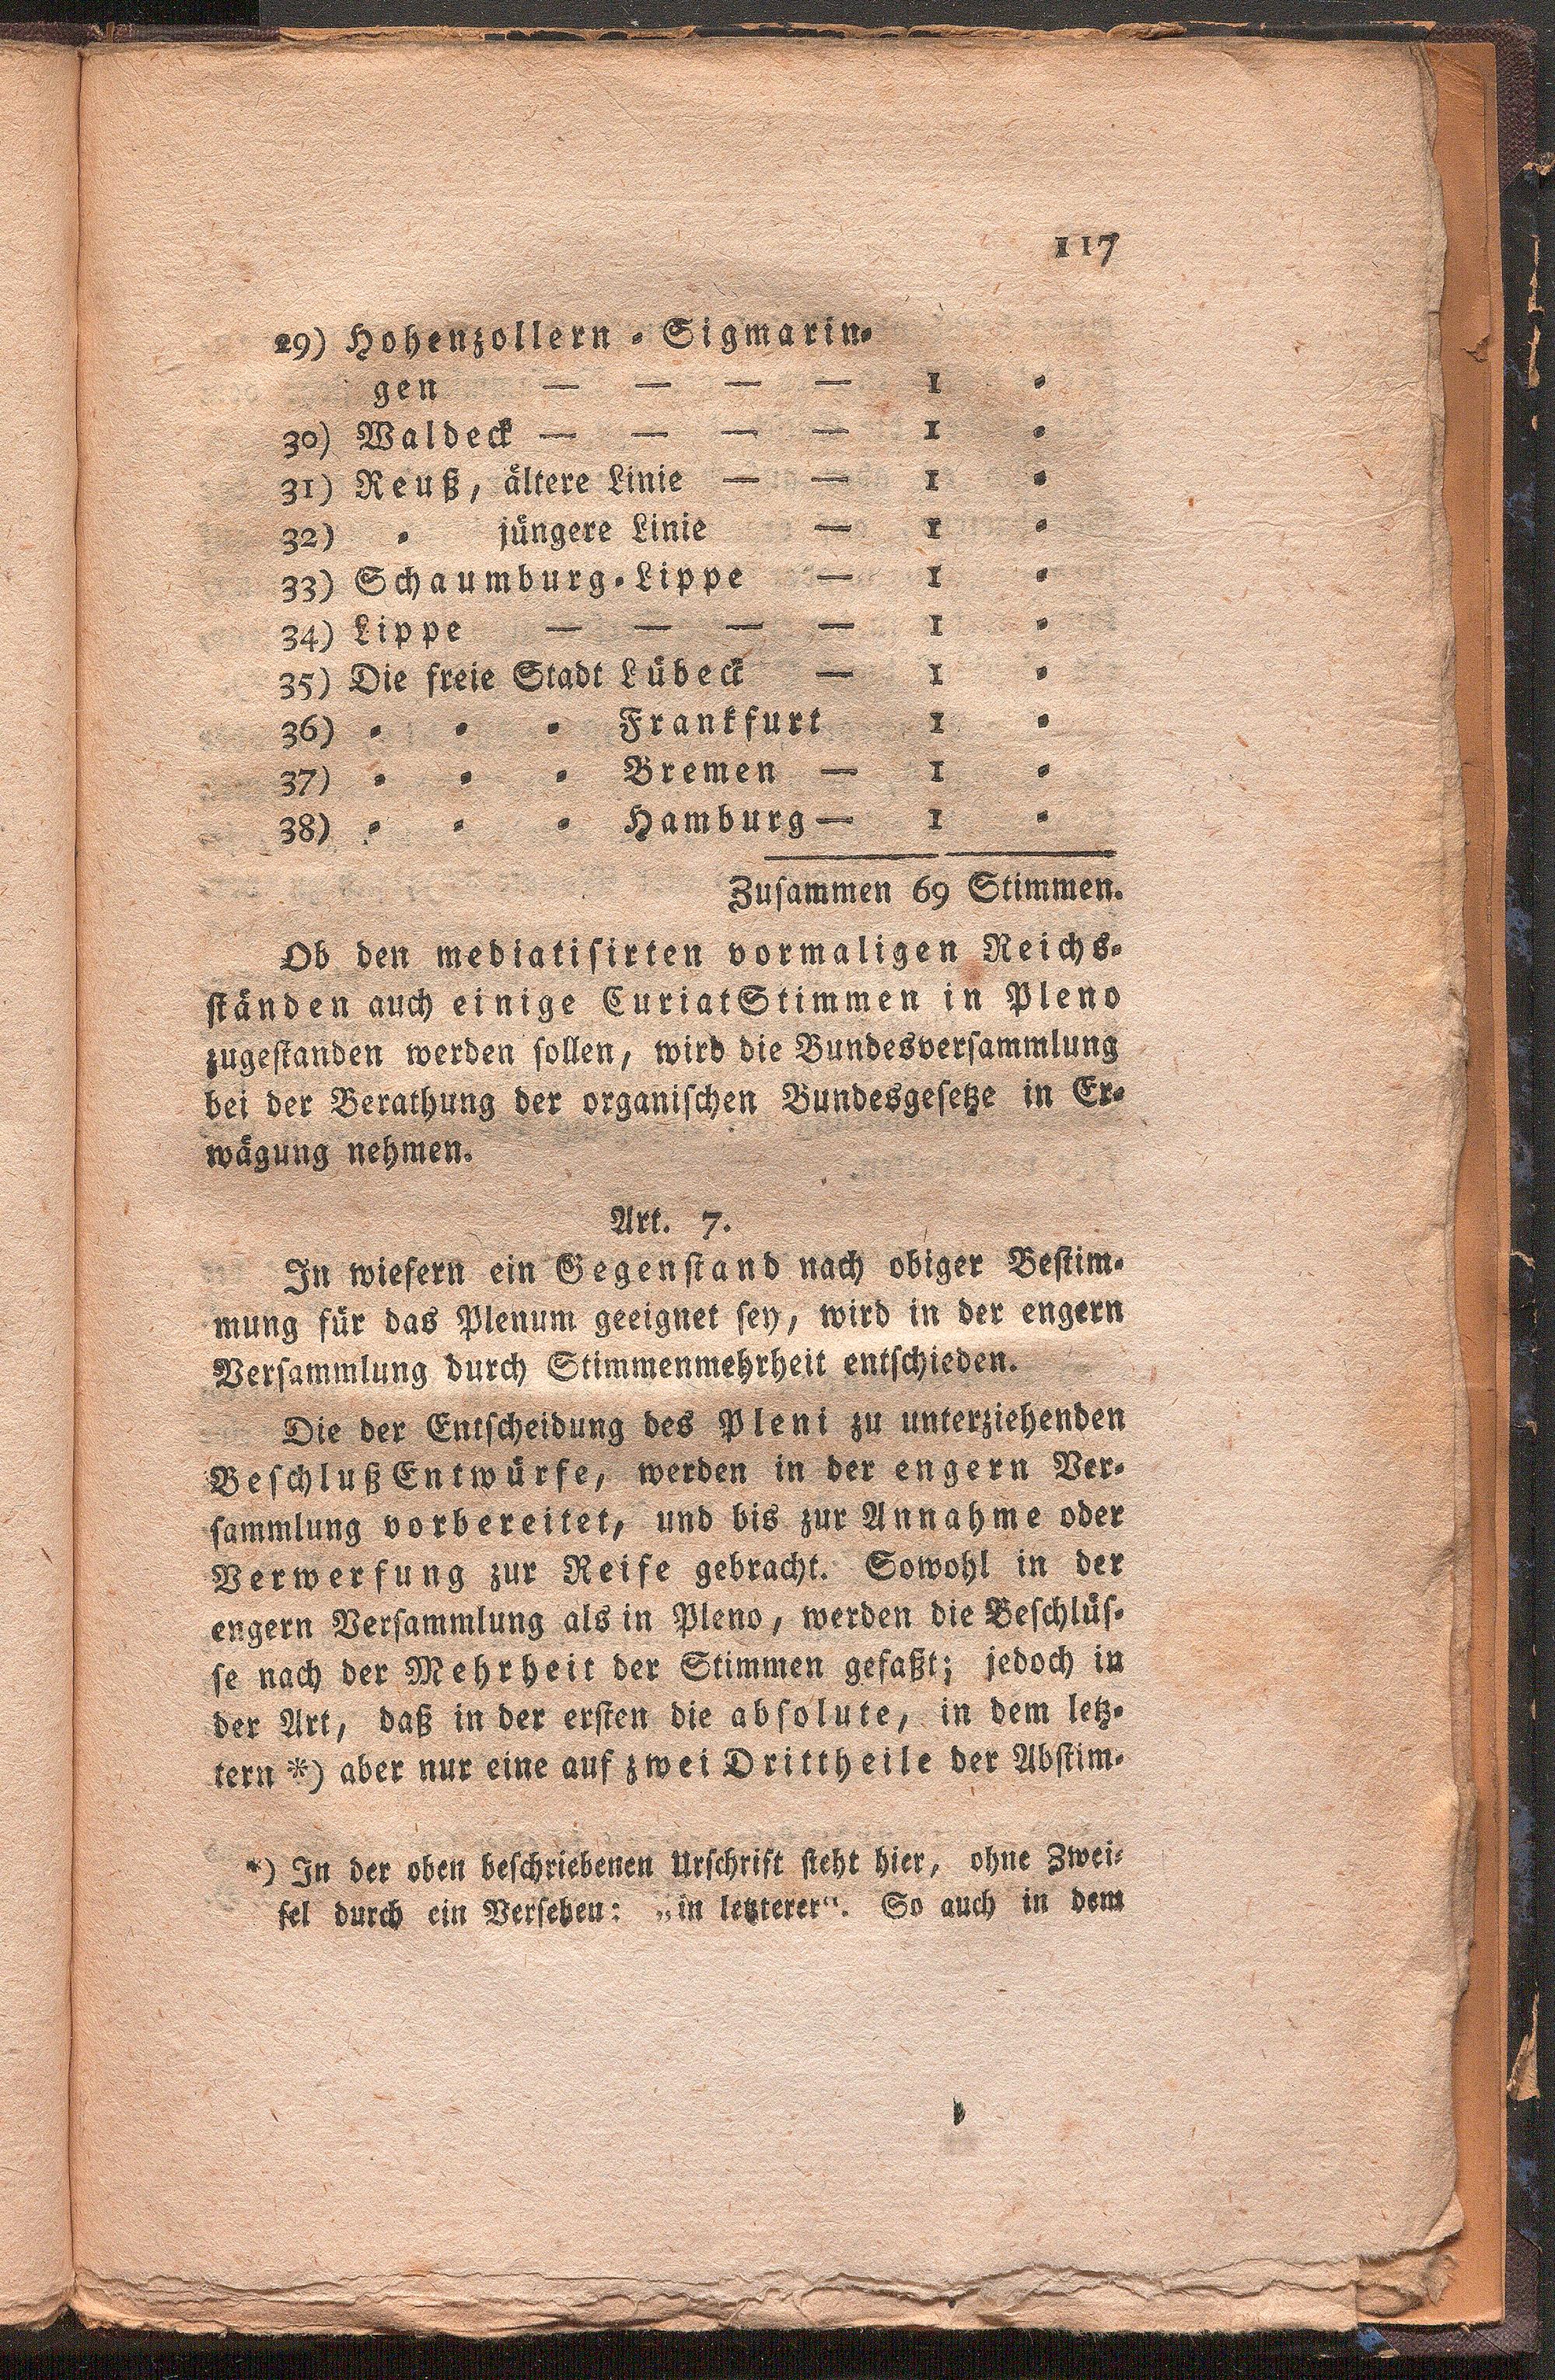 117
29) Hohenzollern-Sigmarin-
gen — — — — 1 "
30) Waldeck — — — — 1 "
31) Reuß, ältere Linie — — 1 "
32) " jüngere Linie — 1 "
33) Schaumburg-Lippe — 1 "
34) Lippe — — — — 1 "
35) Die freie Stadt Lübeck — 1 "
36) " " " Frankfurt 1 "
37) " " " Bremen — 1 "
38) " " " Hamburg — 1 "
Zusammen 69 Stimmen.
Ob den mediatisirten vormaligen Reichs-
ständen auch einige CuriatStimmen in Pleno
zugestanden werden sollen, wird die Bundesversammlung
bei der Berathung der organischen Bundesgesetze in Er-
wägung nehmen.
Art. 7.
In wiefern ein Gegenstand nach obiger Bestim-
mung für das Plenum geeignet sey, wird in der engern
Versammlung durch Stimmenmehrheit entschieden.
Die der Entscheidung des Pleni zu unterziehenden
BeschlußEntwürfe, werden in der engern Ver-
sammlung vorbereitet, und bis zur Annahme oder
Verwerfung zur Reife gebracht. Sowohl in der
engern Versammlung als in Pleno, werden die Beschlüs-
se nach der Mehrheit der Stimmen gefaßt; jedoch in
der Art, daß in der ersten die absolute, in dem letz-
tern *) aber nur eine auf zwei Drittheile der Abstim-
*) In der oben beschriebenen Urschrift steht hier, ohne Zwei-
fel durch ein Versehen: „in letzterer“. So auch in dem